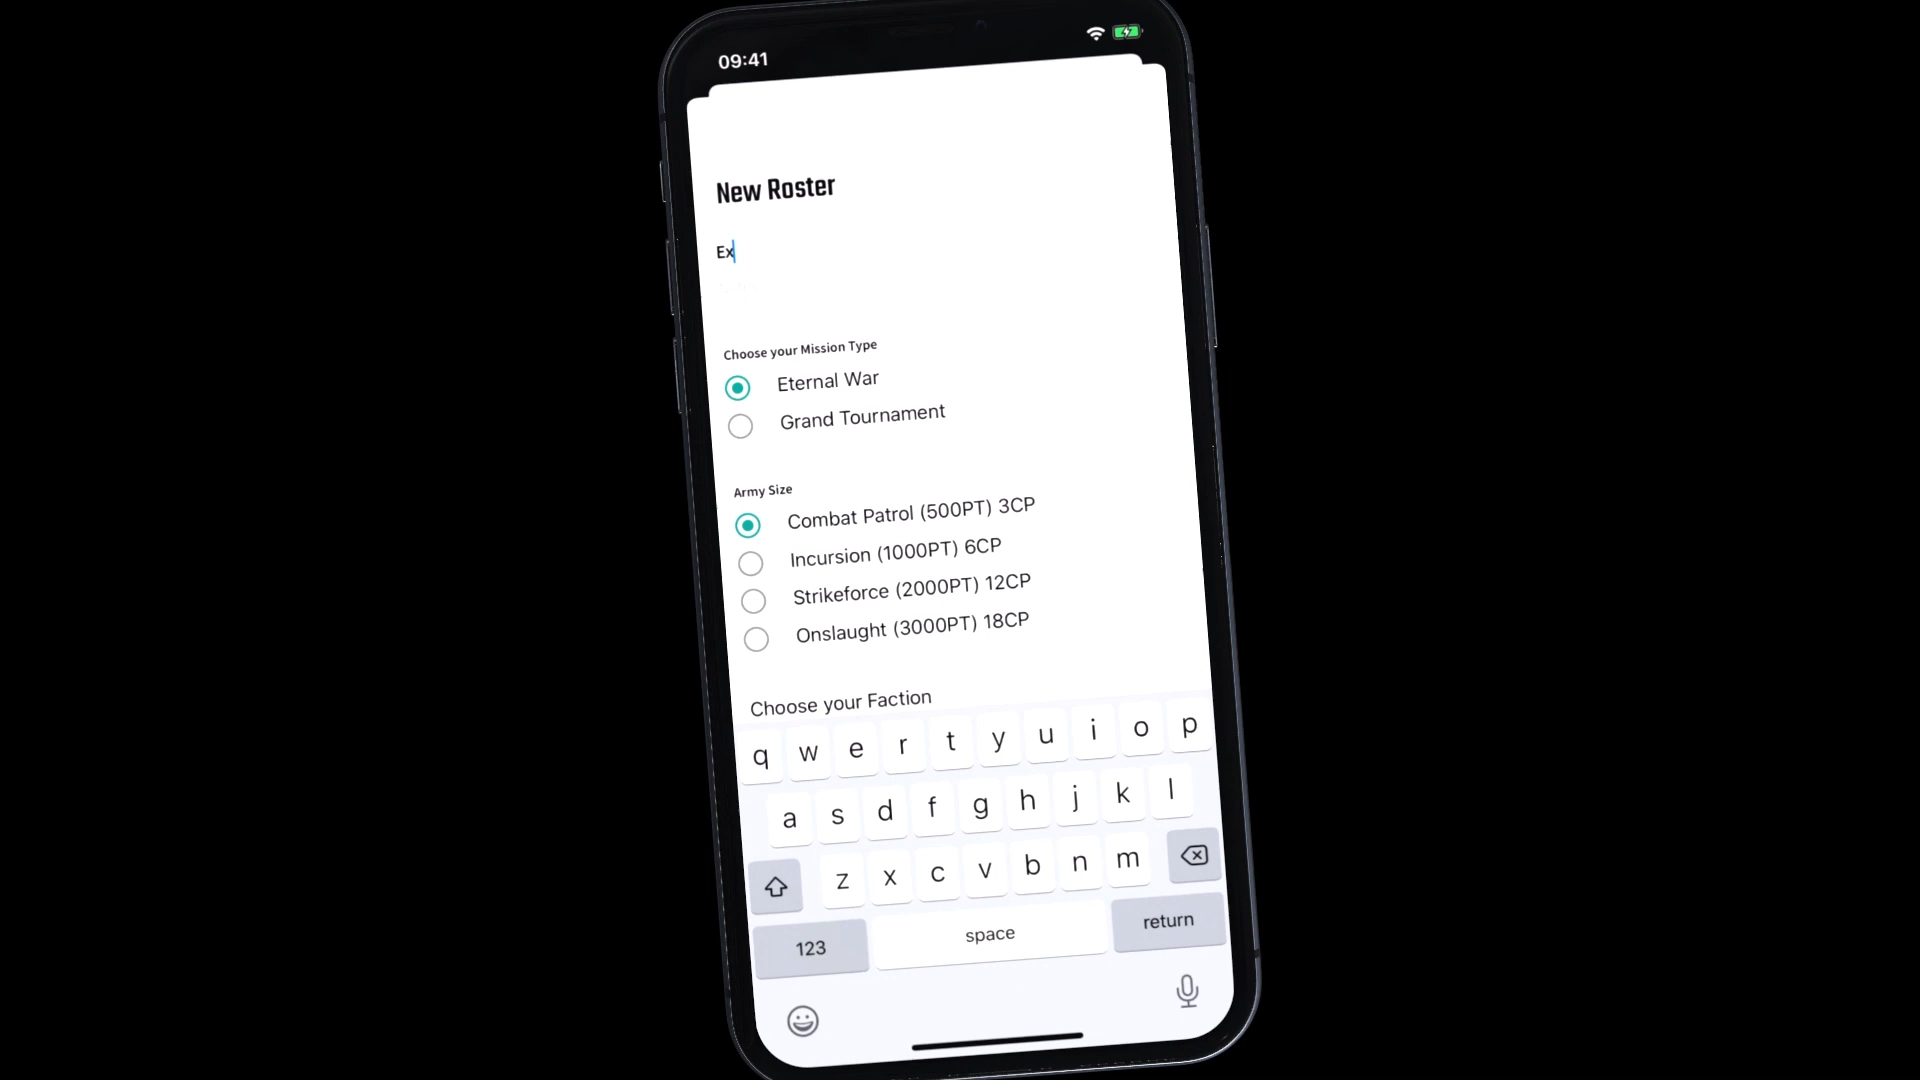 09:41
New Roster
Ex
Choose your Mission Type
Eternal War
Grand Tournament
Army Size
Combat Patrol (500PT) 3CP
Incursion (1000PT) 6CP
Strikeforce (2000PT) 12CP
Onslaught (3000PT) 18CP
Choose your Faction
q w e r t y u i o p
a s d f g h j k l
z x c v b n m
123 space return